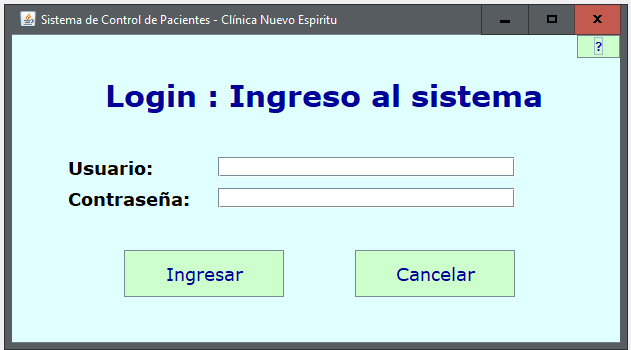 Sistema de Control de Pacientes - Clínica Nuevo Espiritu
?
Login : Ingreso al sistema
Usuario:
Contraseña:
Ingresar Cancelar